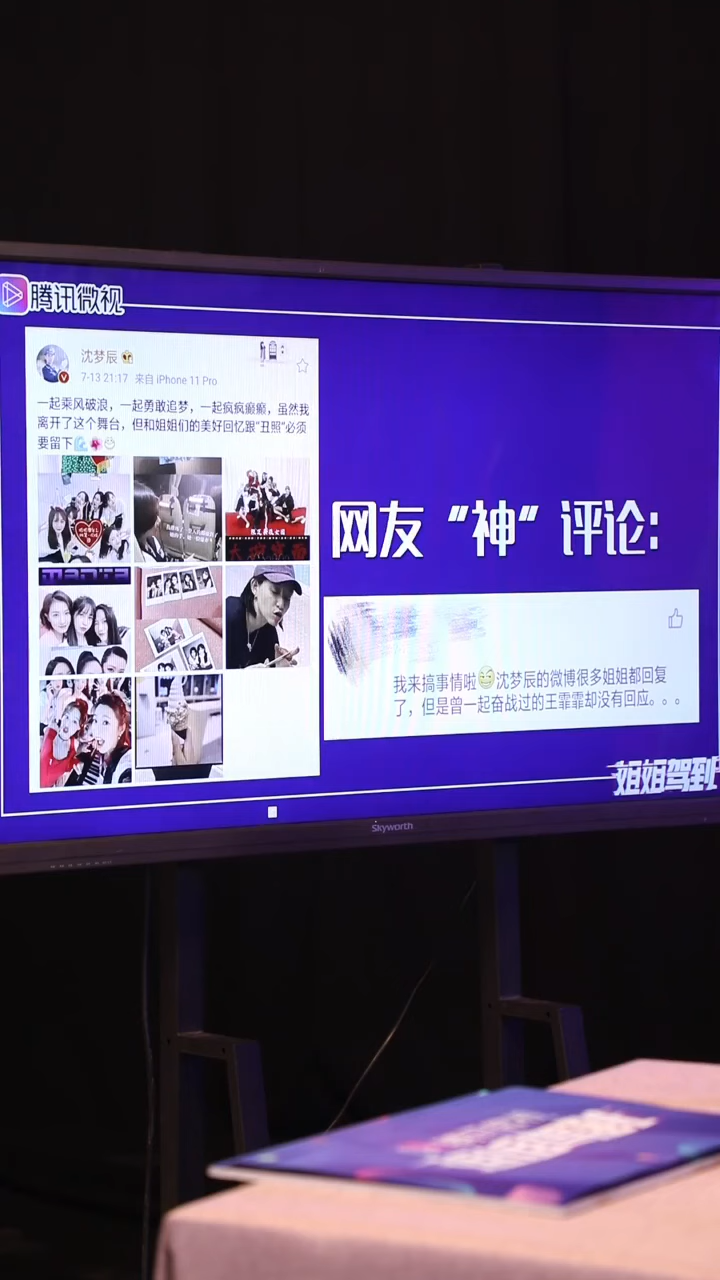 腾讯微视
沈梦辰
7-13 21:17 来自 iPhone 11 Pro
一起乘风破浪，一起勇敢追梦，一起疯疯癫癫，虽然我
离开了这个舞台，但和姐姐们的美好回忆跟"丑照"必须
要留下
网友“神”评论：
我来搞事情啦沈梦辰的微博很多姐姐都回复
了，但是曾一起奋战过的王霏霏却没有回应。。。
姐姐驾到
Skyworth